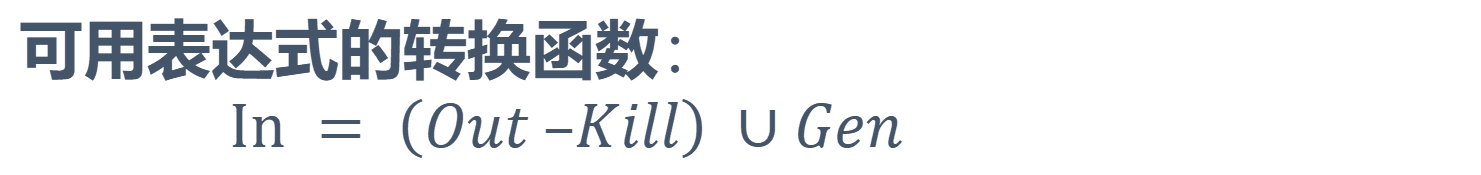 可用表达式的转换函数：
In = (Out –Kill) ∪ Gen